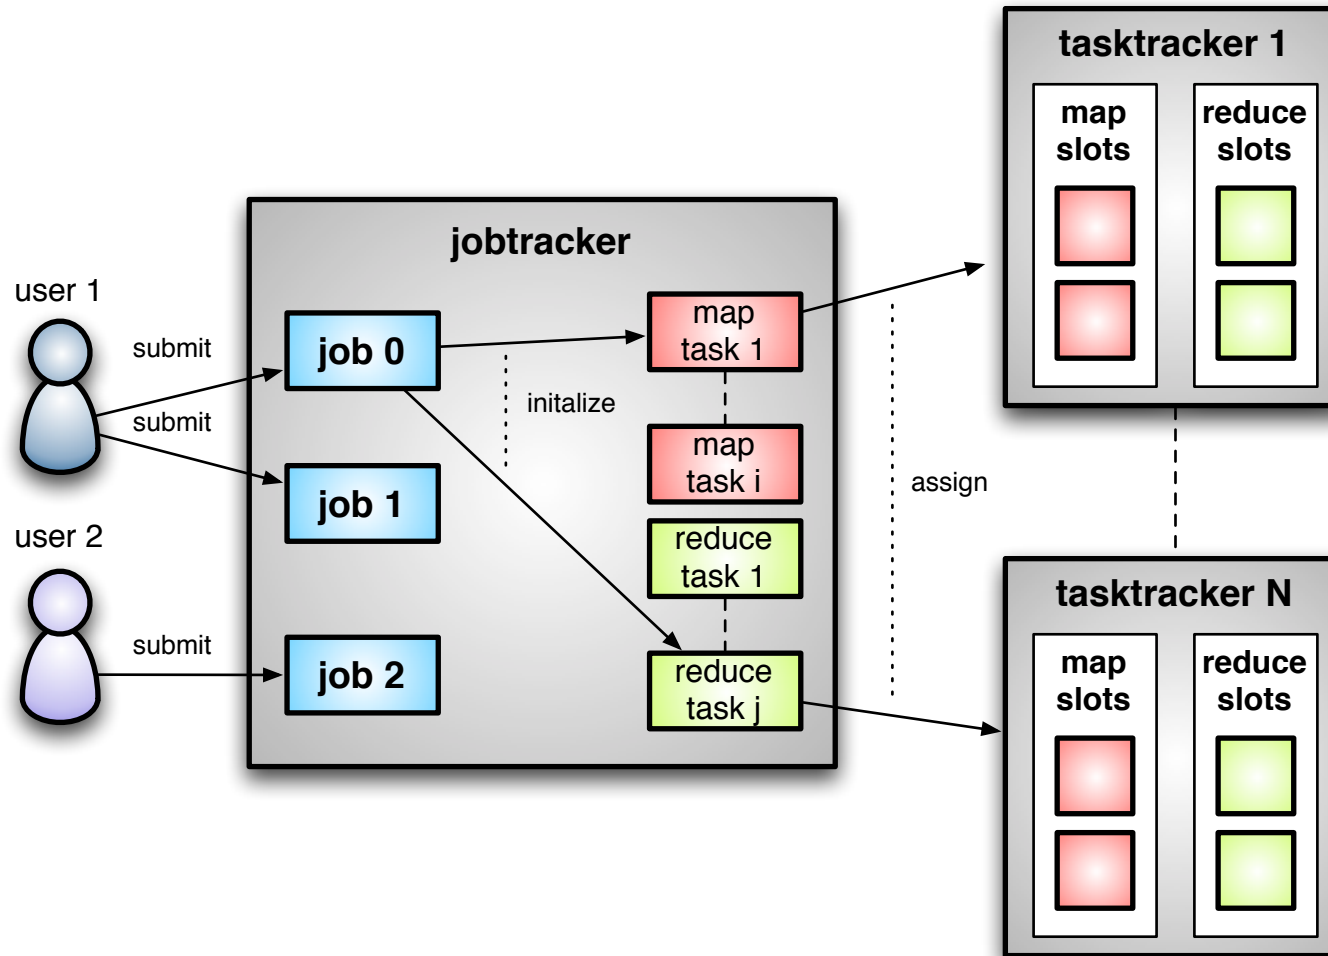 tasktracker 1
map
slots
reduce
slots
jobtracker
user 1
submit
submit
job 0
initalize
map
task 1
map
task i
assign
job 1
user 2
submit
reduce
task 1
job 2
reduce
task j
tasktracker N
map
slots
reduce
slots